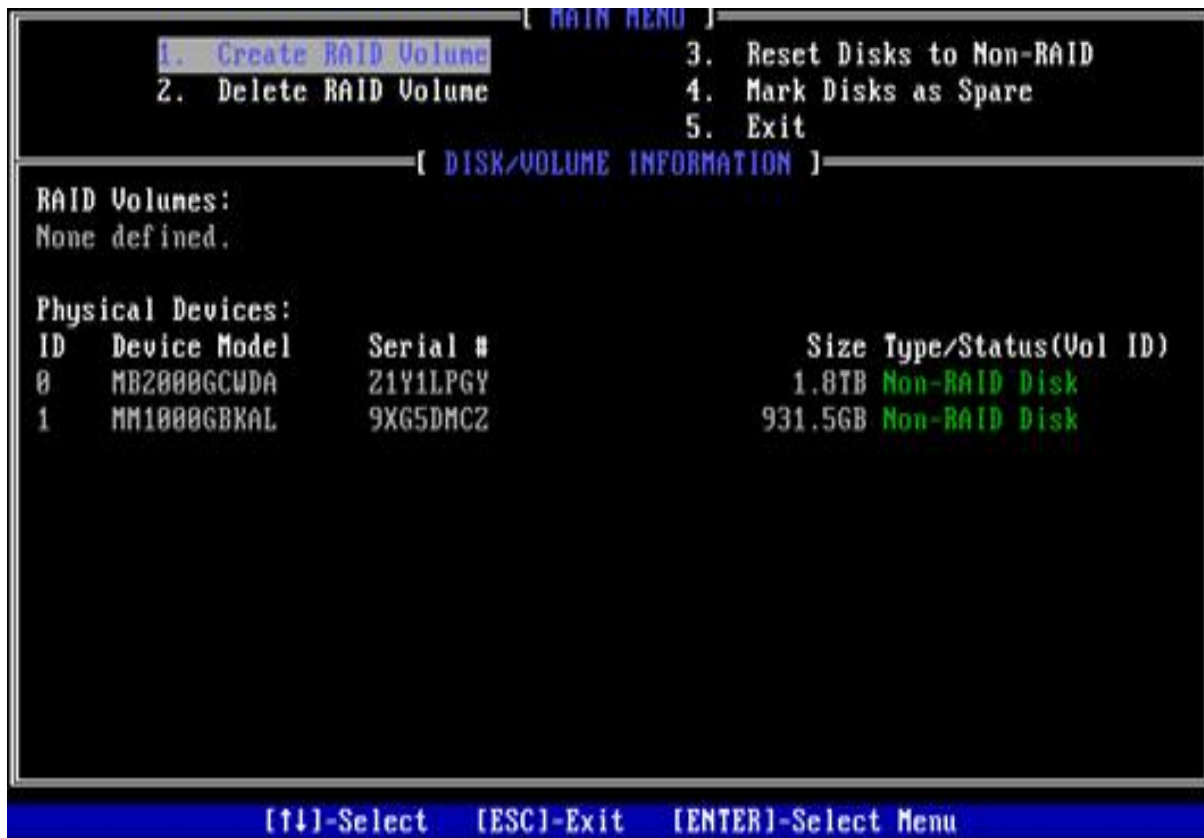 [ MAIN MENU ]
1. Create RAID Volume
2. Delete RAID Volume
3. Reset Disks to Non-RAID
4. Mark Disks as Spare
5. Exit
[ DISK/VOLUME INFORMATION ]
RAID Volumes:
None defined.
Physical Devices:
ID Device Model Serial # Size Type/Status(Vol ID)
0 MB2000GCWDA Z1Y1LPGY 1.8TB Non-RAID Disk
1 MM1000GBKAL 9XG5DMCZ 931.5GB Non-RAID Disk
[↑↓]-Select [ESC]-Exit [ENTER]-Select Menu